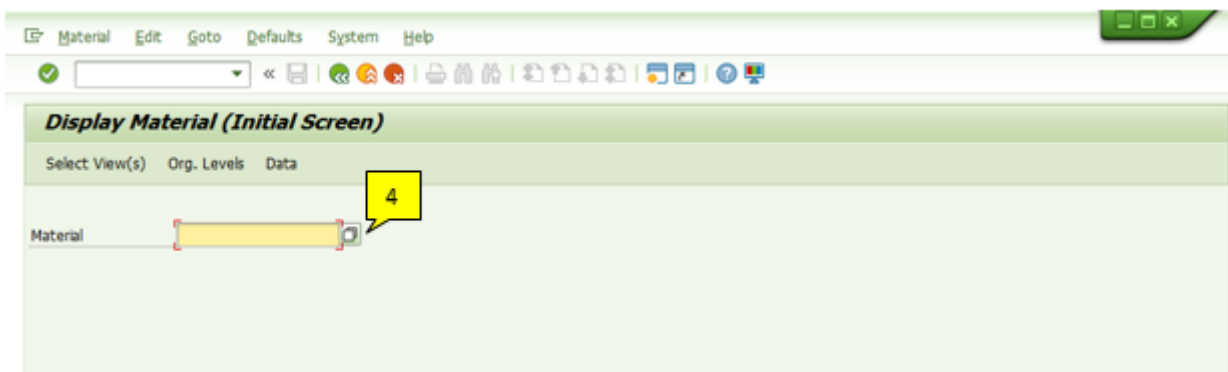 Material Edit Goto Defaults System Help
Display Material (Initial Screen)
Select View(s) Org. Levels Data
4
Material